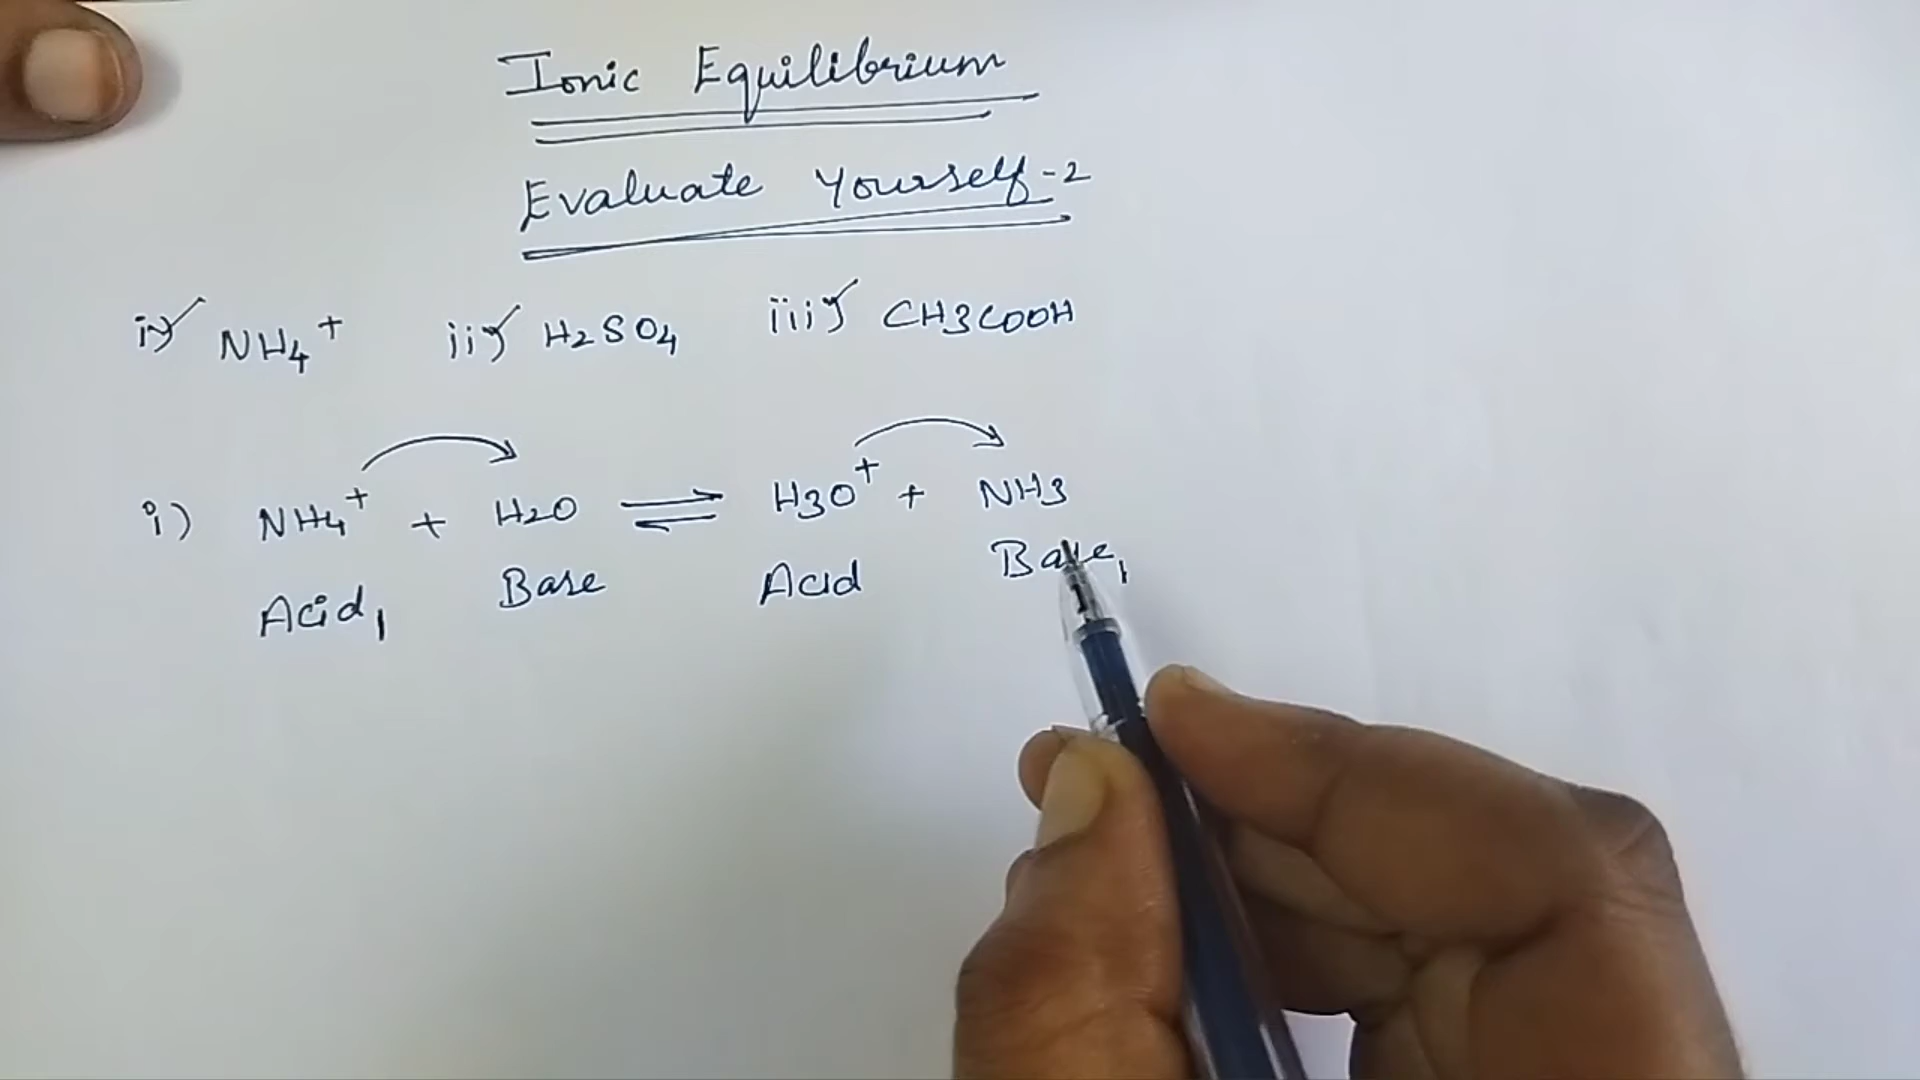 Ionic Equilibrium
Evaluate Yourself-2
i) NH4+ ii) H2SO4 iii) CH3COOH
i) NH4+ + H2O ⇌ H3O+ + NH3
Acid1 Base Acid Base1